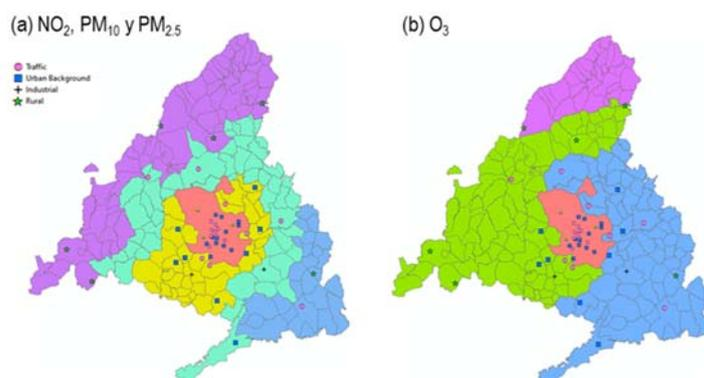 (a) NO₂, PM₁₀ y PM₂.₅
(b) O₃
Traffic
Urban Background
Industrial
Rural